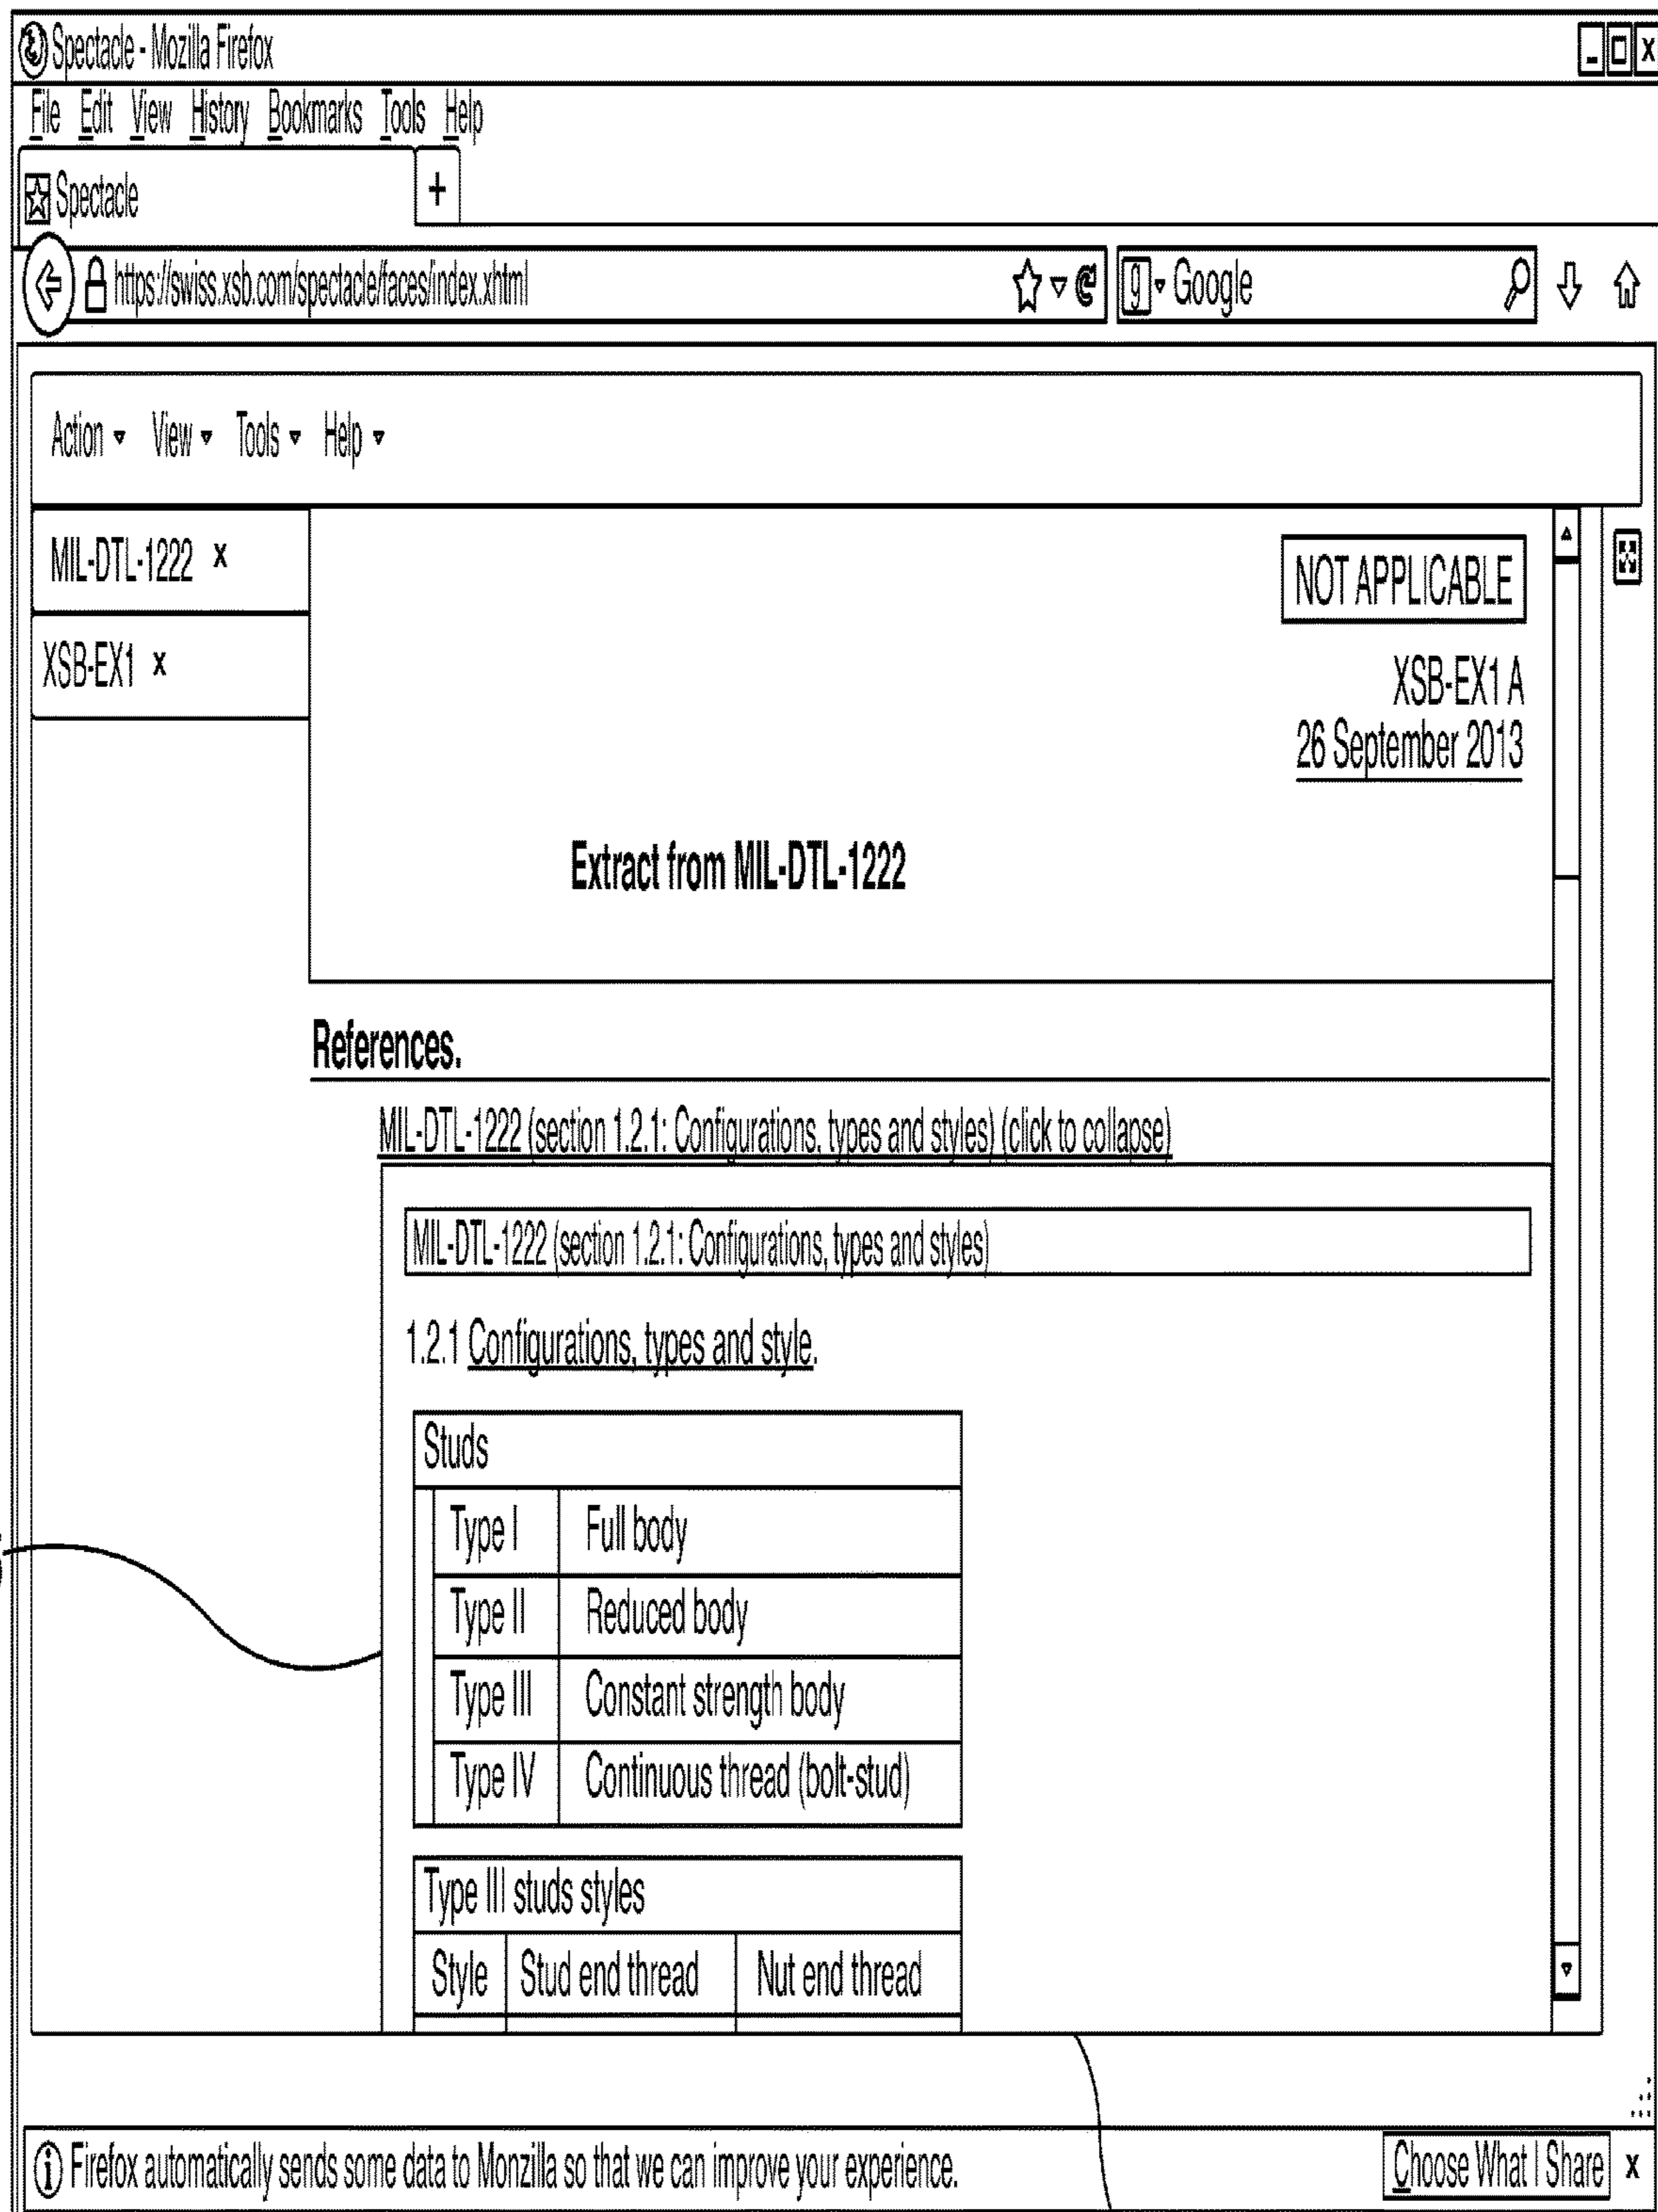 Spectacle - Mozilla Firefox
File Edit View History Bookmarks Tools Help
Spectacle +
https://swiss.xsb.com/spectacle/faces/index.xhtml g Google
Action View Tools Help
MIL-DTL-1222 x
XSB-EX1 x
NOT APPLICABLE
XSB-EX1 A
26 September 2013
Extract from MIL-DTL-1222
References.
MIL-DTL-1222 (section 1.2.1: Configurations, types and styles) (click to collapse)
MIL-DTL-1222 (section 1.2.1: Configurations, types and styles)
1.2.1 Configurations, types and style.
Studs
Type I Full body
Type II Reduced body
Type III Constant strength body
Type IV Continuous thread (bolt-stud)
Type III studs styles
Style Stud end thread Nut end thread
Firefox automatically sends some data to Monzilla so that we can improve your experience. Choose What I Share x